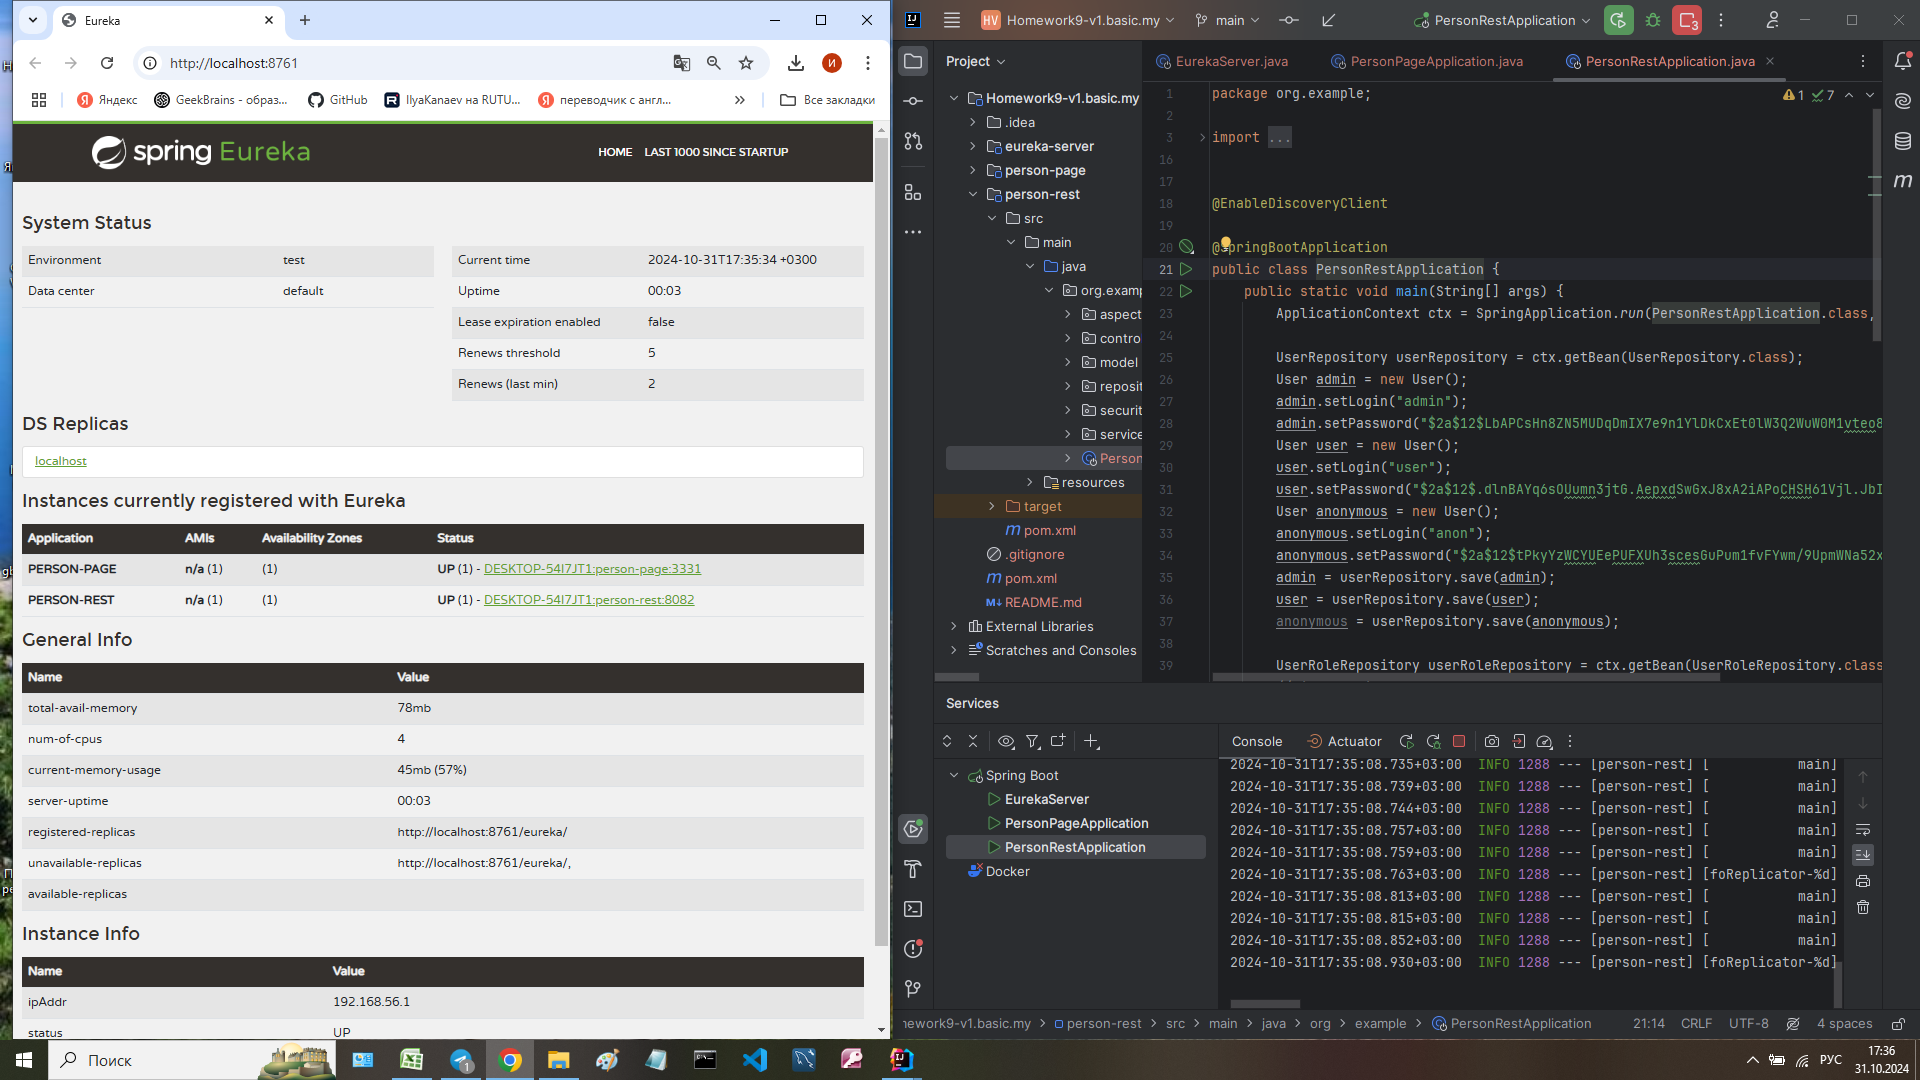 Eureka
http://localhost:8761
Яндекс
GeekBrains - образ...
GitHub
IlyaKanaev на RUTU...
переводчик с англ...
Все закладки
spring Eureka
HOME
LAST 1000 SINCE STARTUP
System Status
Environment test
Data center default
Current time 2024-10-31T17:35:34 +0300
Uptime 00:03
Lease expiration enabled false
Renews threshold 5
Renews (last min) 2
DS Replicas
localhost
Instances currently registered with Eureka
Application AMIs Availability Zones Status
PERSON-PAGE n/a (1) (1) UP (1) - DESKTOP-54I7JT1:person-page:3331
PERSON-REST n/a (1) (1) UP (1) - DESKTOP-54I7JT1:person-rest:8082
General Info
Name Value
total-avail-memory 78mb
num-of-cpus 4
current-memory-usage 45mb (57%)
server-uptime 00:03
registered-replicas http://localhost:8761/eureka/
unavailable-replicas http://localhost:8761/eureka/,
available-replicas
Instance Info
Name Value
ipAddr 192.168.56.1
status UP
HV Homework9-v1.basic.my
main
PersonRestApplication
3
Project
Homework9-v1.basic.my
.idea
eureka-server
person-page
person-rest
src
main
java
org.examp
aspect
contro
model
reposit
securit
service
Person
resources
target
pom.xml
.gitignore
pom.xml
README.md
External Libraries
Scratches and Consoles
EurekaServer.java
PersonPageApplication.java
PersonRestApplication.java
1 7
1 package org.example;
2
3 import ...
16
17
18 @EnableDiscoveryClient
19
20 @SpringBootApplication
21 public class PersonRestApplication {
22 public static void main(String[] args) {
23 ApplicationContext ctx = SpringApplication.run(PersonRestApplication.class,
24
25 UserRepository userRepository = ctx.getBean(UserRepository.class);
26 User admin = new User();
27 admin.setLogin("admin");
28 admin.setPassword("$2a$12$LbAPCsHn8ZN5MUDqDmIX7e9n1YlDkCxEt0lW3Q2WuW0M1vteo8
29 User user = new User();
30 user.setLogin("user");
31 user.setPassword("$2a$12$.dlnBAYq6sOUumn3jtG.AepxdSwGxJ8xA2iAPoCHSH61Vjl.JbI
32 User anonymous = new User();
33 anonymous.setLogin("anon");
34 anonymous.setPassword("$2a$12$tPkyYzWCYUEePUFXUh3scesGuPum1fvFYwm/9UpmWNa52x
35 admin = userRepository.save(admin);
36 user = userRepository.save(user);
37 anonymous = userRepository.save(anonymous);
38
39 UserRoleRepository userRoleRepository = ctx.getBean(UserRoleRepository.class
Services
Spring Boot
EurekaServer
PersonPageApplication
PersonRestApplication
Docker
Console
Actuator
2024-10-31T17:35:08.735+03:00 INFO 1288 --- [person-rest] [ main]
2024-10-31T17:35:08.739+03:00 INFO 1288 --- [person-rest] [ main]
2024-10-31T17:35:08.744+03:00 INFO 1288 --- [person-rest] [ main]
2024-10-31T17:35:08.757+03:00 INFO 1288 --- [person-rest] [ main]
2024-10-31T17:35:08.759+03:00 INFO 1288 --- [person-rest] [ main]
2024-10-31T17:35:08.763+03:00 INFO 1288 --- [person-rest] [foReplicator-%d]
2024-10-31T17:35:08.813+03:00 INFO 1288 --- [person-rest] [ main]
2024-10-31T17:35:08.815+03:00 INFO 1288 --- [person-rest] [ main]
2024-10-31T17:35:08.852+03:00 INFO 1288 --- [person-rest] [ main]
2024-10-31T17:35:08.930+03:00 INFO 1288 --- [person-rest] [foReplicator-%d]
nework9-v1.basic.my > person-rest > src > main > java > org > example > PersonRestApplication
21:14 CRLF UTF-8 4 spaces
Поиск
1
РУС
17:36
31.10.2024